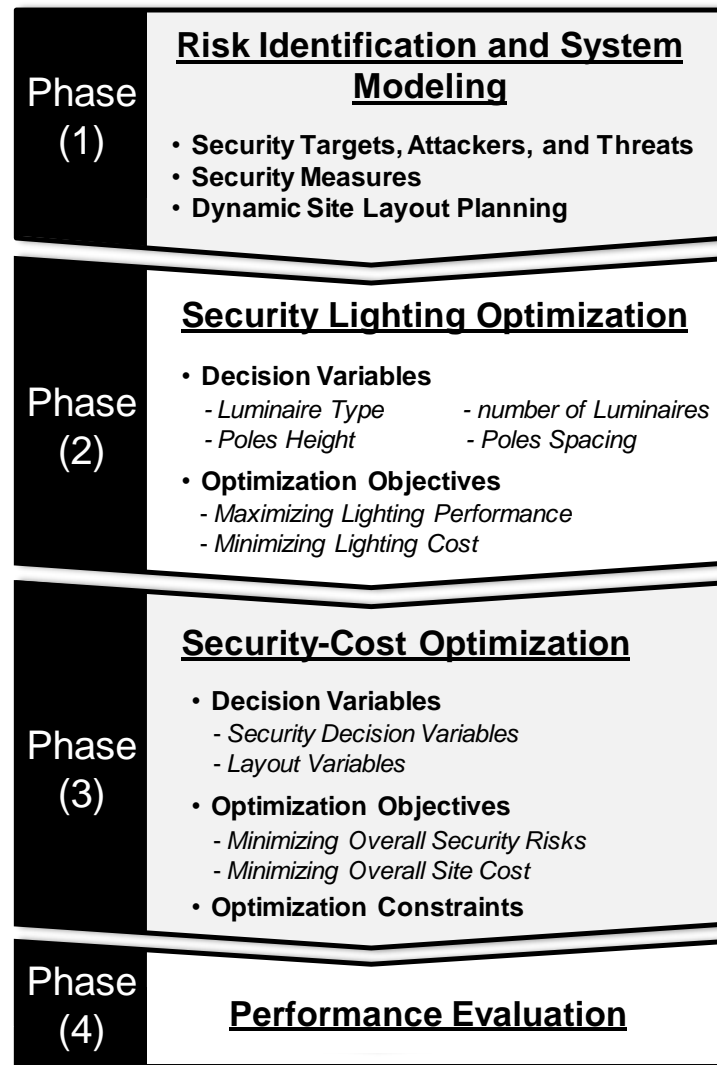 Phase
(1)
Risk Identification and System
Modeling
• Security Targets, Attackers, and Threats
• Security Measures
• Dynamic Site Layout Planning
Phase
(2)
Security Lighting Optimization
• Decision Variables
- Luminaire Type - number of Luminaires
- Poles Height - Poles Spacing
• Optimization Objectives
- Maximizing Lighting Performance
- Minimizing Lighting Cost
Phase
(3)
Security-Cost Optimization
• Decision Variables
- Security Decision Variables
- Layout Variables
• Optimization Objectives
- Minimizing Overall Security Risks
- Minimizing Overall Site Cost
• Optimization Constraints
Phase
(4)
Performance Evaluation